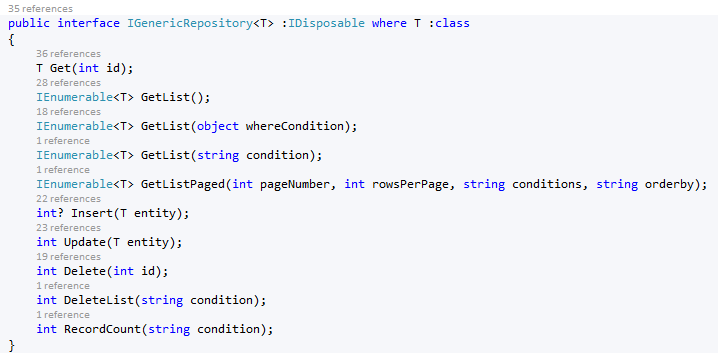 35 references
public interface IGenericRepository<T> :IDisposable where T :class
{
36 references
T Get(int id);
28 references
IEnumerable<T> GetList();
18 references
IEnumerable<T> GetList(object whereCondition);
1 reference
IEnumerable<T> GetList(string condition);
1 reference
IEnumerable<T> GetListPaged(int pageNumber, int rowsPerPage, string conditions, string orderby);
22 references
int? Insert(T entity);
23 references
int Update(T entity);
19 references
int Delete(int id);
1 reference
int DeleteList(string condition);
1 reference
int RecordCount(string condition);
}